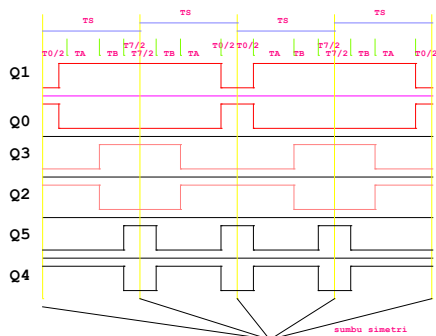 TS TS TS TS
T7/2 T0/2 T0/2 T7/2
T0/2 TA TB T7/2 TB TA TA TB T7/2 TB TA T0/2
Q1
Q0
Q3
Q2
Q5
Q4
sumbu simetri